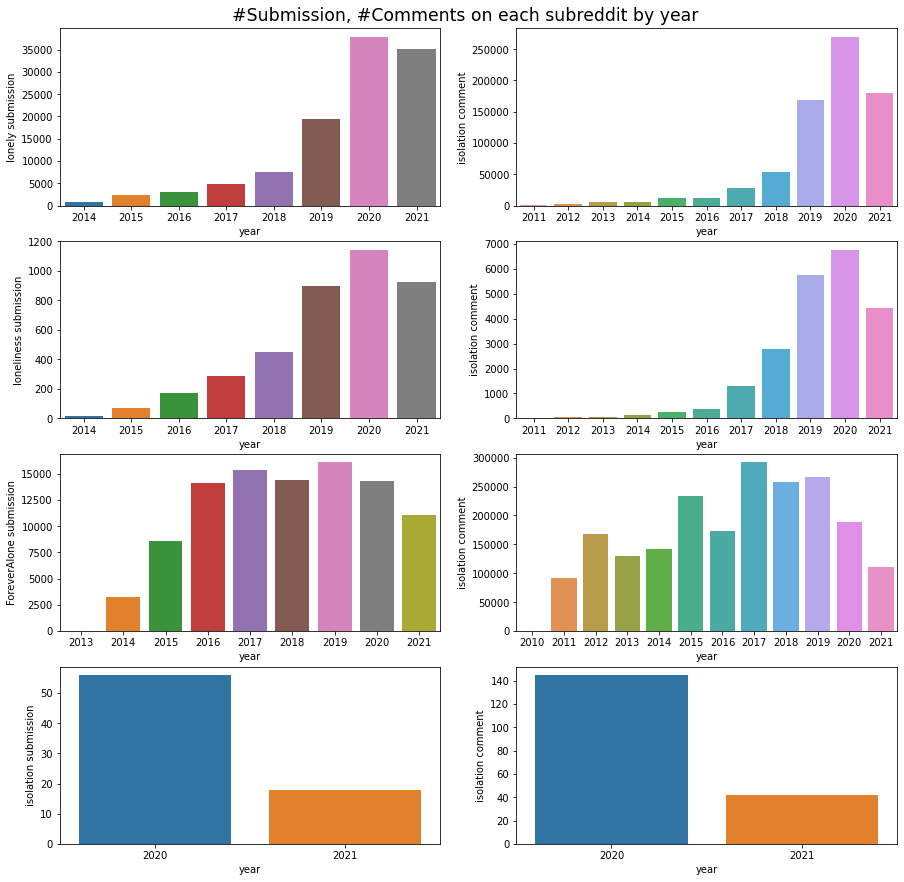 #Submission, #Comments on each subreddit by year
lonely submission
35000
30000
25000
20000
15000
10000
5000
0
2014 2015 2016 2017 2018 2019 2020 2021
year
isolation comment
250000
200000
150000
100000
50000
0
2011 2012 2013 2014 2015 2016 2017 2018 2019 2020 2021
year
loneliness submission
1200
1000
800
600
400
200
0
2014 2015 2016 2017 2018 2019 2020 2021
year
isolation comment
7000
6000
5000
4000
3000
2000
1000
0
2011 2012 2013 2014 2015 2016 2017 2018 2019 2020 2021
year
ForeverAlone submission
15000
12500
10000
7500
5000
2500
0
2013 2014 2015 2016 2017 2018 2019 2020 2021
year
isolation comment
300000
250000
200000
150000
100000
50000
0
2010 2011 2012 2013 2014 2015 2016 2017 2018 2019 2020 2021
year
isolation submission
50
40
30
20
10
0
2020 2021
year
isolation comment
140
120
100
80
60
40
20
0
2020 2021
year